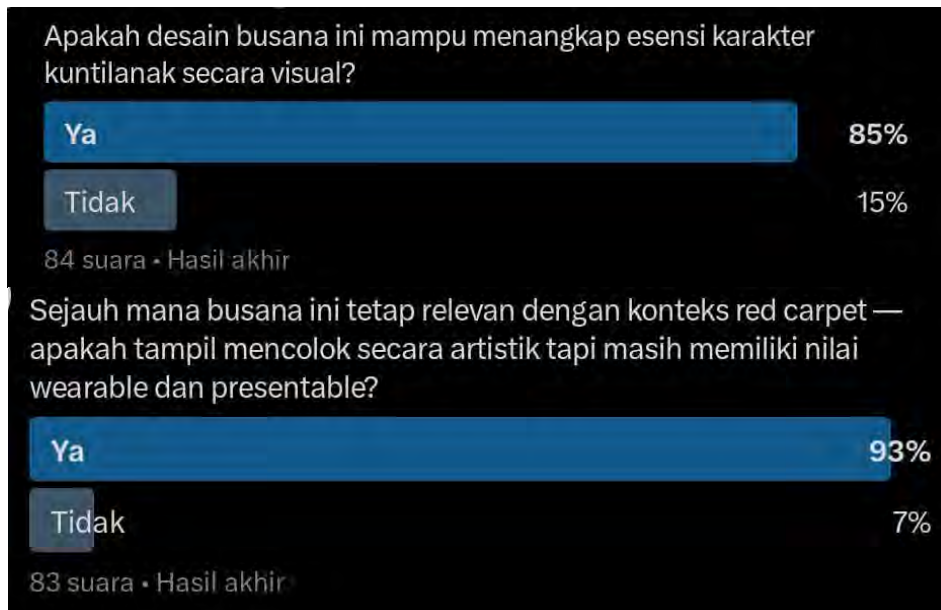 Apakah desain busana ini mampu menangkap esensi karakter
kuntilanak secara visual?
Ya 85%
Tidak 15%
84 suara • Hasil akhir
Sejauh mana busana ini tetap relevan dengan konteks red carpet —
apakah tampil mencolok secara artistik tapi masih memiliki nilai
wearable dan presentable?
Ya 93%
Tidak 7%
83 suara • Hasil akhir